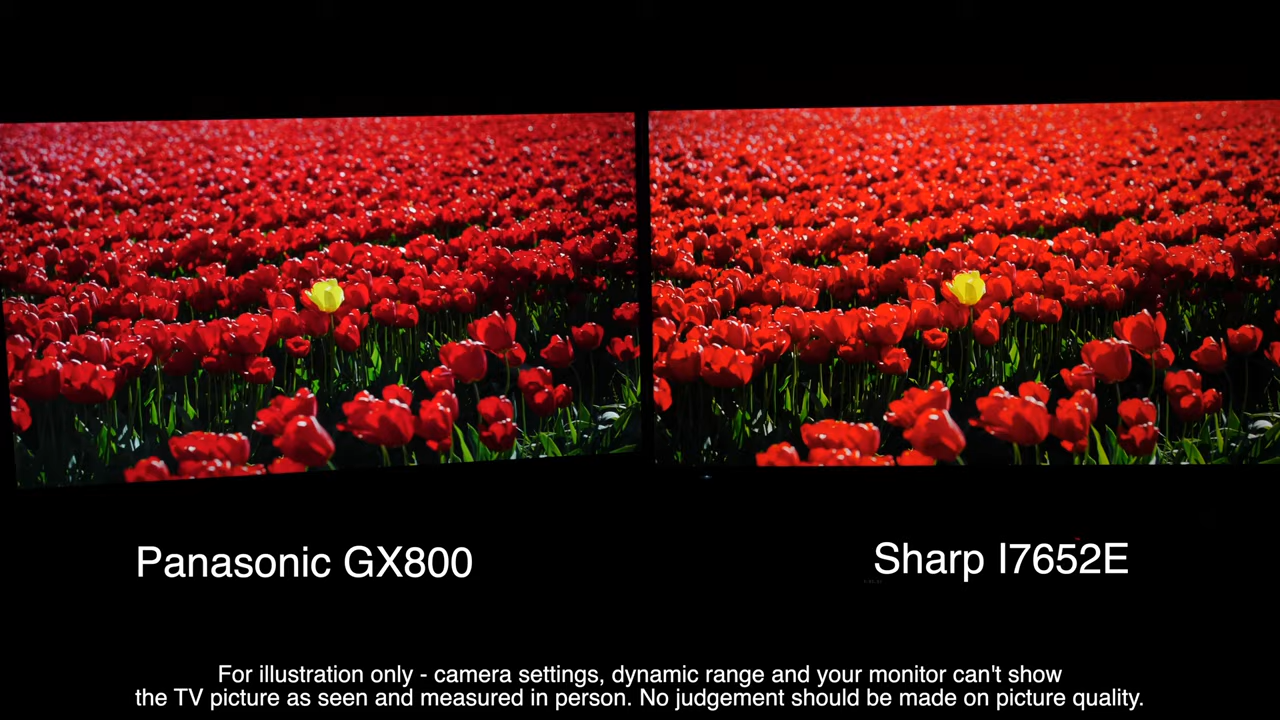 Panasonic GX800
Sharp I7652E
For illustration only - camera settings, dynamic range and your monitor can't show
the TV picture as seen and measured in person. No judgement should be made on picture quality.